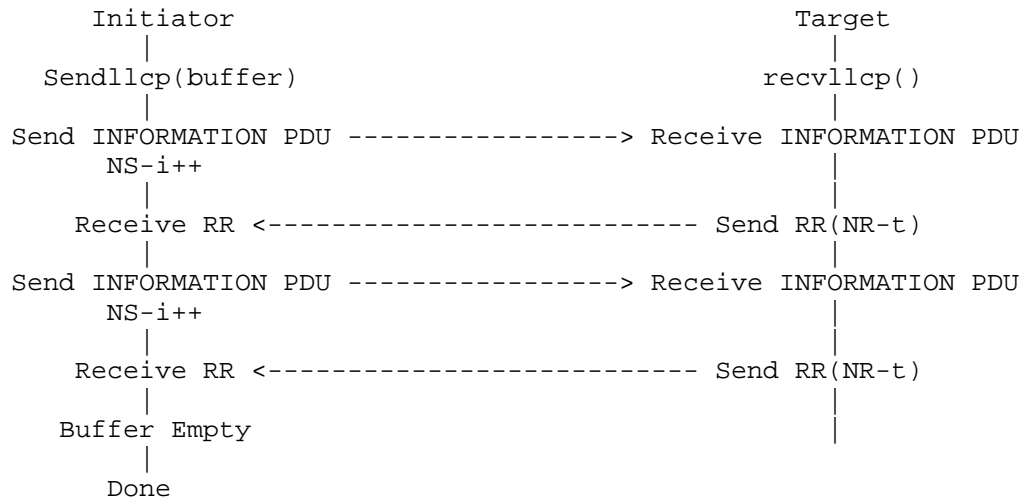 Initiator Target
| |
Sendllcp(buffer) recvllcp()
| |
Send INFORMATION PDU -----------------> Receive INFORMATION PDU
NS-i++ |
| |
Receive RR <--------------------------- Send RR(NR-t)
| |
Send INFORMATION PDU -----------------> Receive INFORMATION PDU
NS-i++ |
| |
Receive RR <--------------------------- Send RR(NR-t)
| |
Buffer Empty |
|
Done